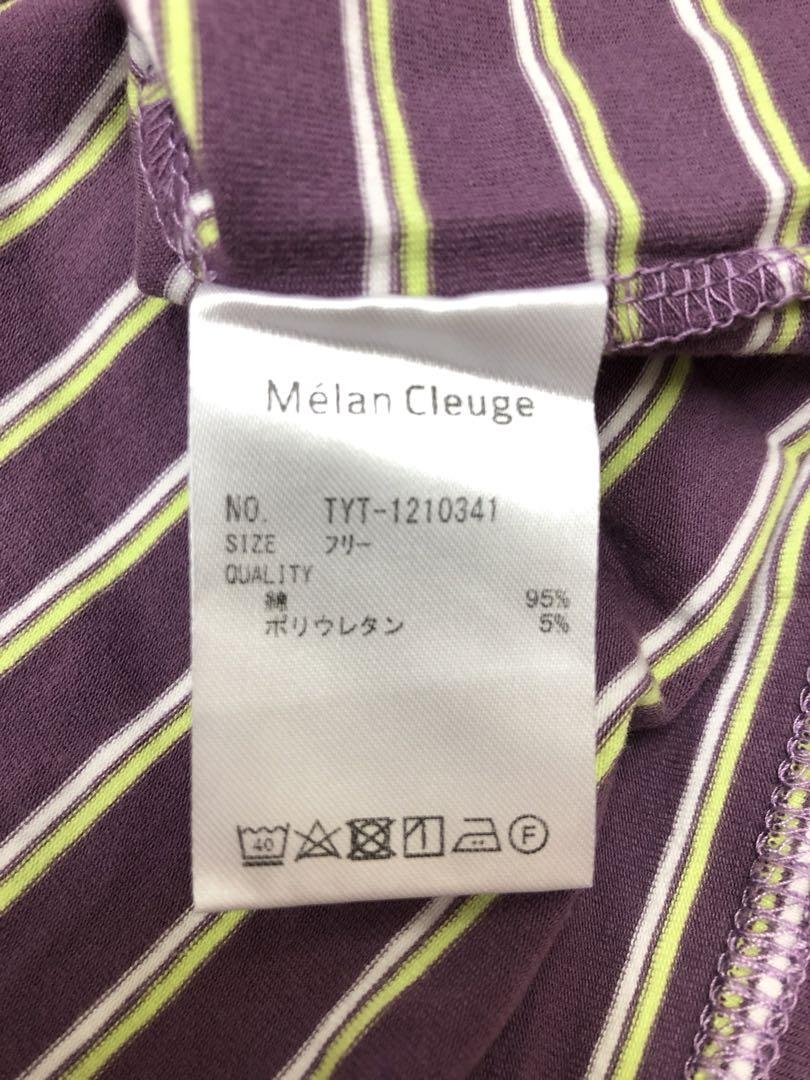 Mélan Cleuge
NO. TYT-1210341
SIZE フリー
QUALITY
綿 95%
ポリウレタン 5%
40 F